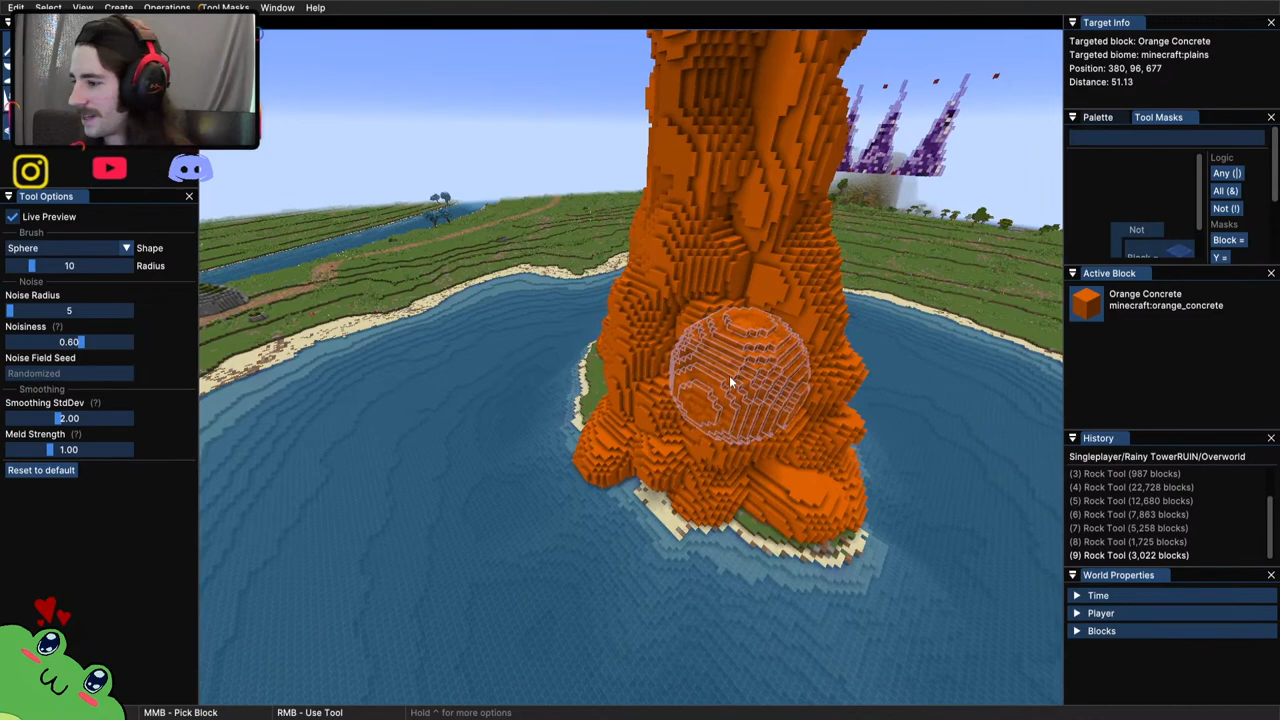 Edit Select View Create Operations Tool Masks Window Help
Tool Options
Live Preview
Brush
Sphere Shape
10 Radius
Noise
Noise Radius
5
Noisiness (?)
0.60
Noise Field Seed
Randomized
Smoothing
Smoothing StdDev (?)
2.00
Meld Strength (?)
1.00
Reset to default
Target Info
Targeted block: Orange Concrete
Targeted biome: minecraft:plains
Position: 380, 96, 677
Distance: 51.13
Palette Tool Masks
Logic
Any (|)
All (&)
Not (!)
Masks
Block =
Y =
Not
Block =
Active Block
Orange Concrete
minecraft:orange_concrete
History
Singleplayer/Rainy TowerRUIN/Overworld
(3) Rock Tool (987 blocks)
(4) Rock Tool (22,728 blocks)
(5) Rock Tool (12,680 blocks)
(6) Rock Tool (7,863 blocks)
(7) Rock Tool (5,258 blocks)
(8) Rock Tool (1,725 blocks)
(9) Rock Tool (3,022 blocks)
World Properties
Time
Player
Blocks
MMB - Pick Block RMB - Use Tool Hold ^ for more options